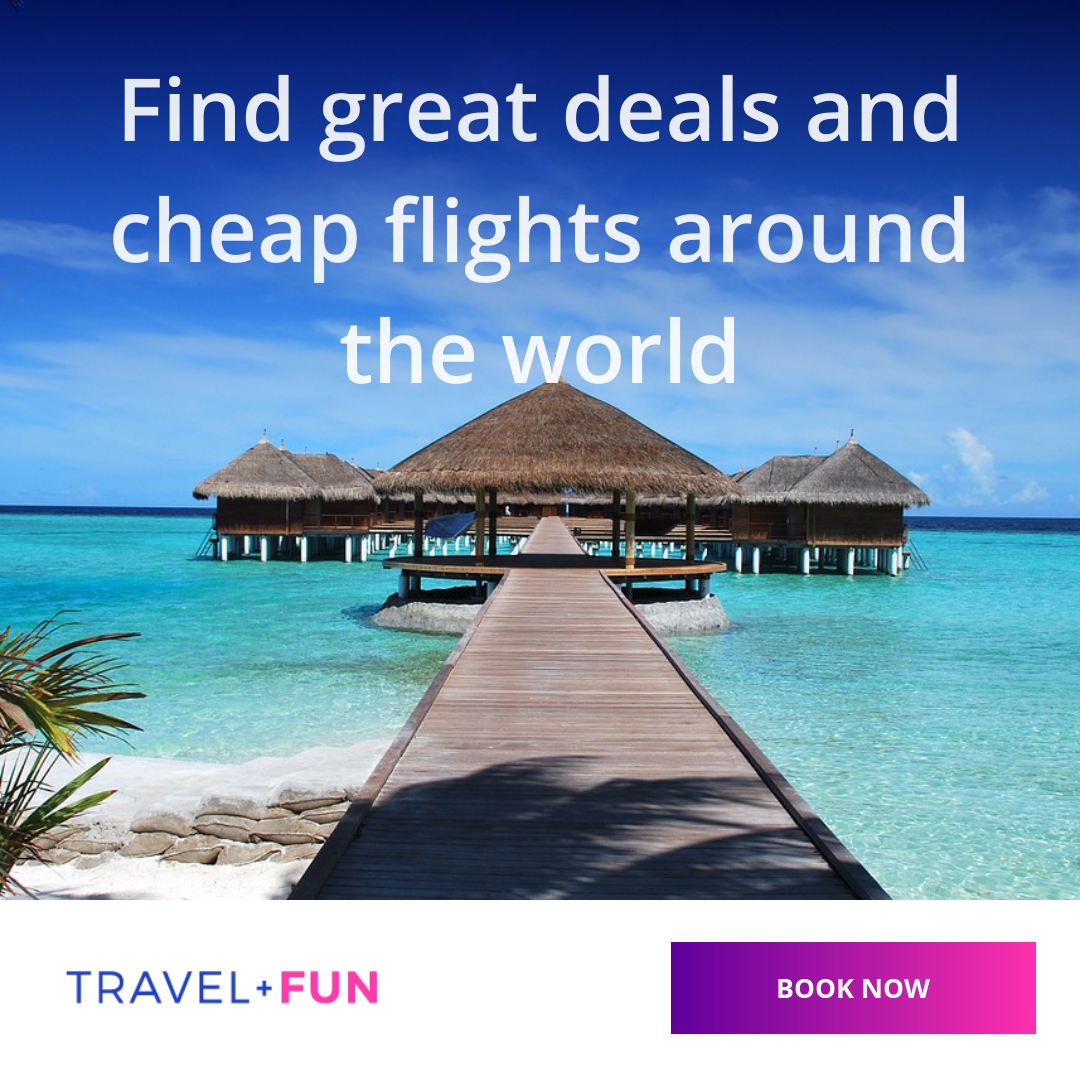 Find great deals and
cheap flights around
the world
TRAVEL+FUN
BOOK NOW